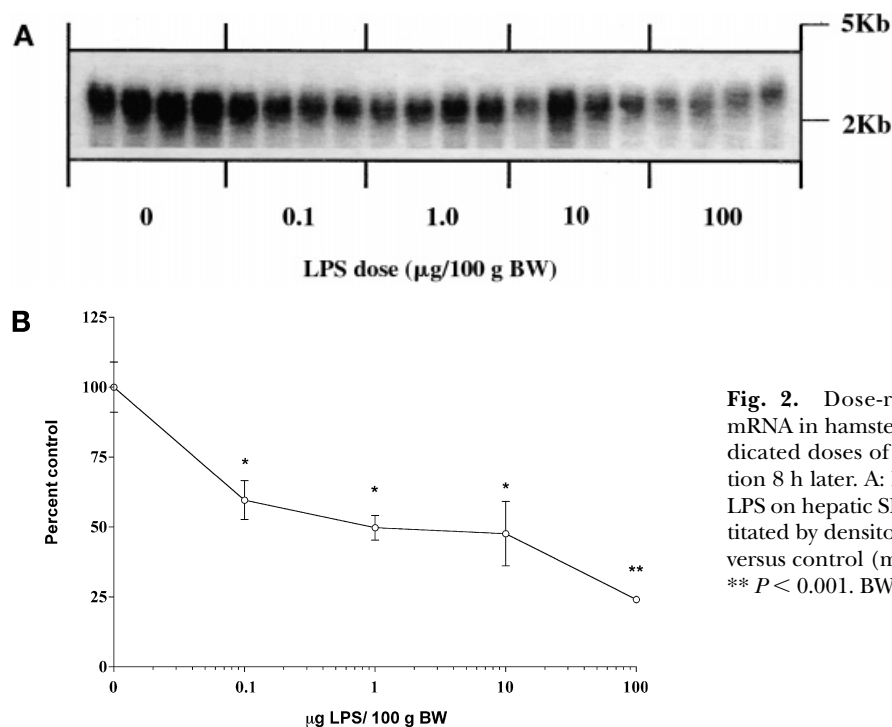 A
5Kb
2Kb
0 0.1 1.0 10 100
LPS dose (μg/100 g BW)
B
125
100
75
50
25
0
Percent control
*
*
*
**
0 0.1 1 10 100
μg LPS/ 100 g BW
Fig. 2. Dose-r
mRNA in hamste
dicated doses of
tion 8 h later. A:
LPS on hepatic S
titated by densito
versus control (m
** P < 0.001. BW